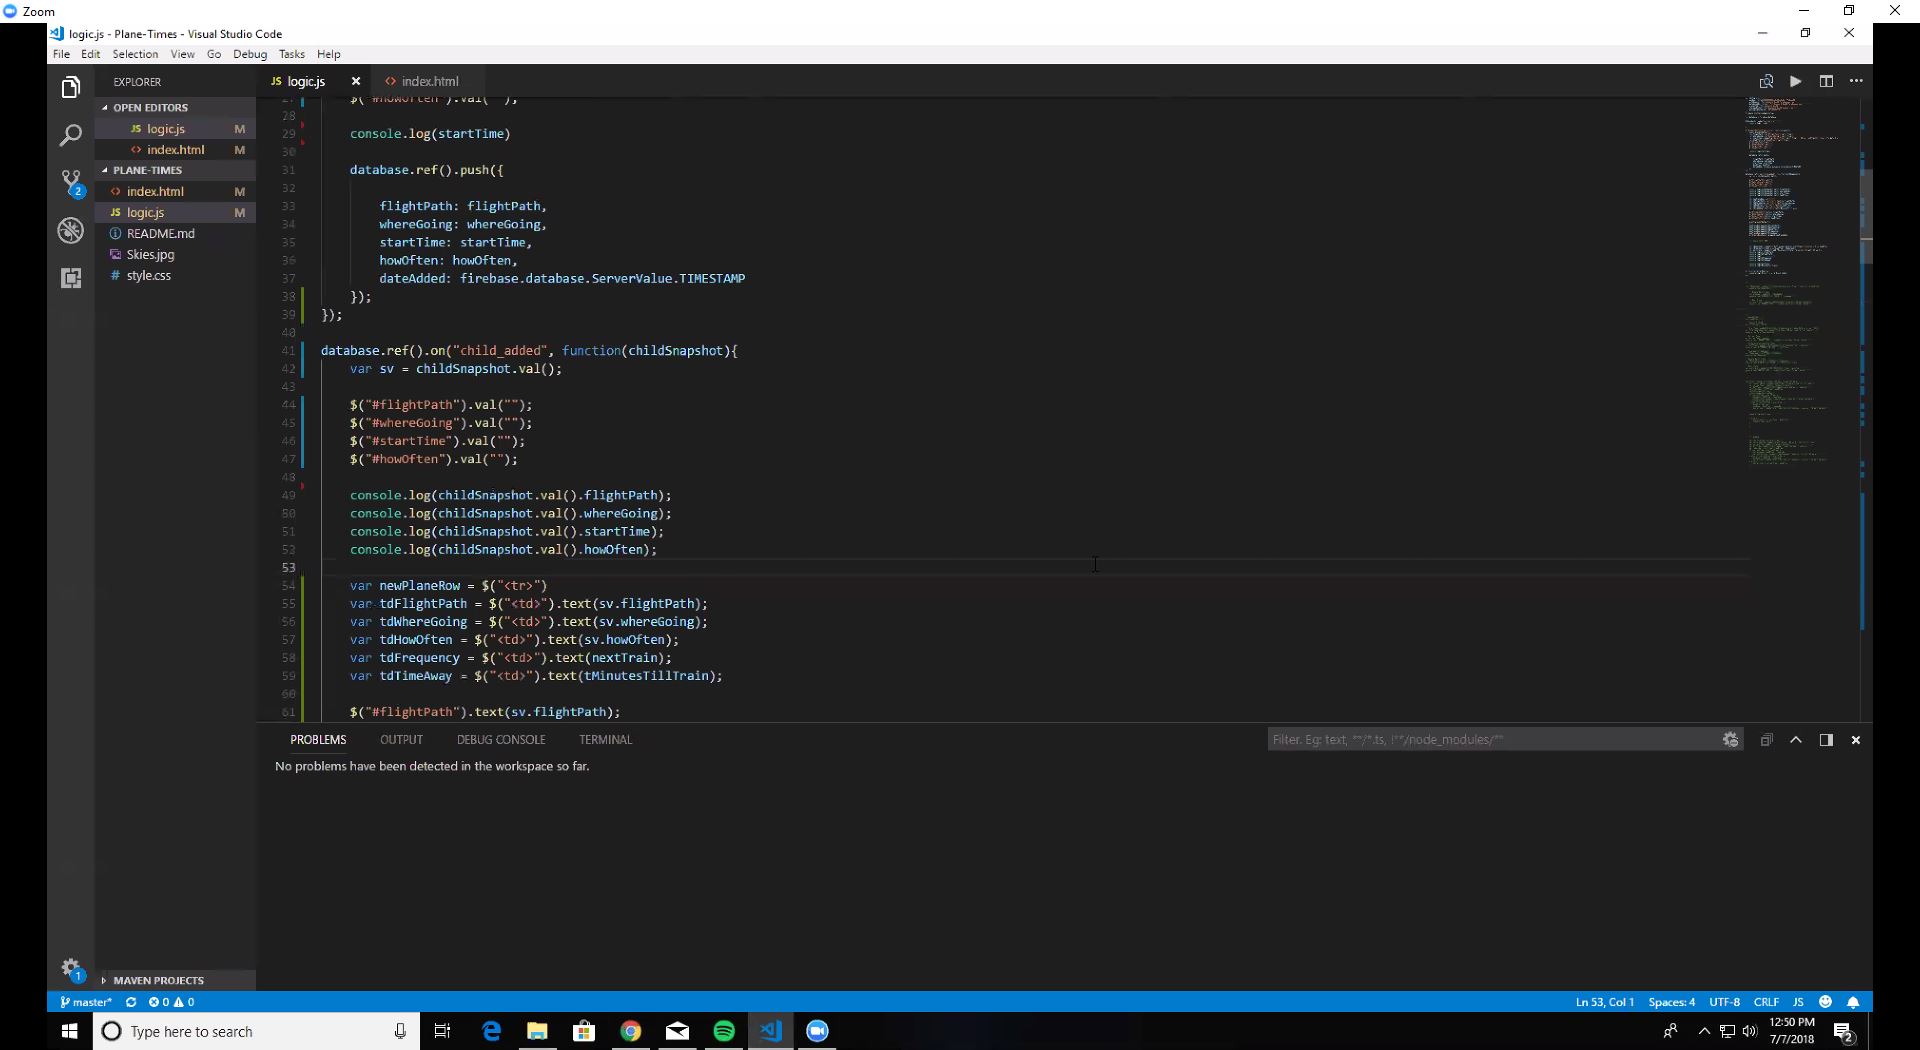 Zoom
logic.js - Plane-Times - Visual Studio Code
File Edit Selection View Go Debug Tasks Help
EXPLORER
OPEN EDITORS
JS logic.js M
<> index.html M
PLANE-TIMES
<> index.html M
JS logic.js M
README.md
Skies.jpg
# style.css
MAVEN PROJECTS
2
1
JS logic.js
<> index.html
27 $("#howOften").val("");
28
29 console.log(startTime)
30
31 database.ref().push({
32
33 flightPath: flightPath,
34 whereGoing: whereGoing,
35 startTime: startTime,
36 howOften: howOften,
37 dateAdded: firebase.database.ServerValue.TIMESTAMP
38 });
39 });
40
41 database.ref().on("child_added", function(childSnapshot){
42 var sv = childSnapshot.val();
43
44 $("#flightPath").val("");
45 $("#whereGoing").val("");
46 $("#startTime").val("");
47 $("#howOften").val("");
48
49 console.log(childSnapshot.val().flightPath);
50 console.log(childSnapshot.val().whereGoing);
51 console.log(childSnapshot.val().startTime);
52 console.log(childSnapshot.val().howOften);
53
54 var newPlaneRow = $("<tr>")
55 var tdFlightPath = $("<td>").text(sv.flightPath);
56 var tdWhereGoing = $("<td>").text(sv.whereGoing);
57 var tdHowOften = $("<td>").text(sv.howOften);
58 var tdFrequency = $("<td>").text(nextTrain);
59 var tdTimeAway = $("<td>").text(tMinutesTillTrain);
60
61 $("#flightPath").text(sv.flightPath);
PROBLEMS OUTPUT DEBUG CONSOLE TERMINAL
Filter. Eg: text, **/*.ts, !**/node_modules/**
No problems have been detected in the workspace so far.
master* 0 0
Ln 53, Col 1 Spaces: 4 UTF-8 CRLF JS
Type here to search
12:50 PM
7/7/2018
2